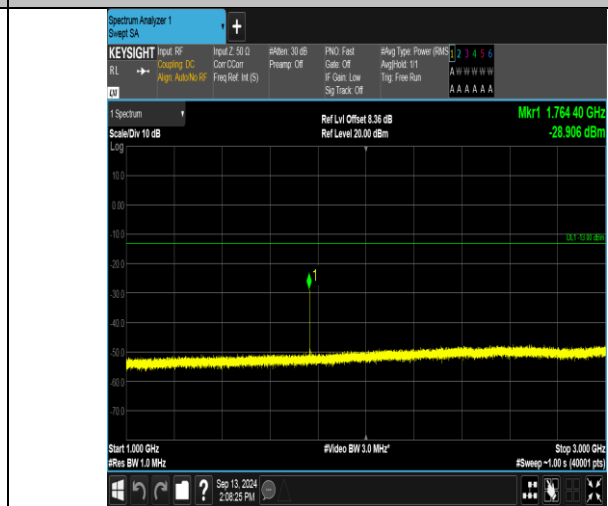 Spectrum Analyzer 1
Swept SA
+
KEYSIGHT
RL
LXI
Input: RF
Coupling: DC
Align: Auto/No RF
Input Z: 50 Ω
Corr CCorr
Freq Ref: Int (S)
#Atten: 30 dB
Preamp: Off
PNO: Fast
Gate: Off
IF Gain: Low
Sig Track: Off
#Avg Type: Power (RMS
Avg|Hold: 1/1
Trig: Free Run
1 2 3 4 5 6
A W W W W W
A A A A A A
1 Spectrum
Scale/Div 10 dB
Ref Lvl Offset 8.36 dB
Ref Level 20.00 dBm
Mkr1 1.764 40 GHz
-28.906 dBm
Log
10.0
0.00
-10.0
DL1 -13.00 dBm
-20.0
1
-30.0
-40.0
-50.0
-60.0
-70.0
Start 1.000 GHz
#Video BW 3.0 MHz*
Stop 3.000 GHz
#Res BW 1.0 MHz
#Sweep ~1.00 s (40001 pts)
?
Sep 13, 2024
2:08:25 PM